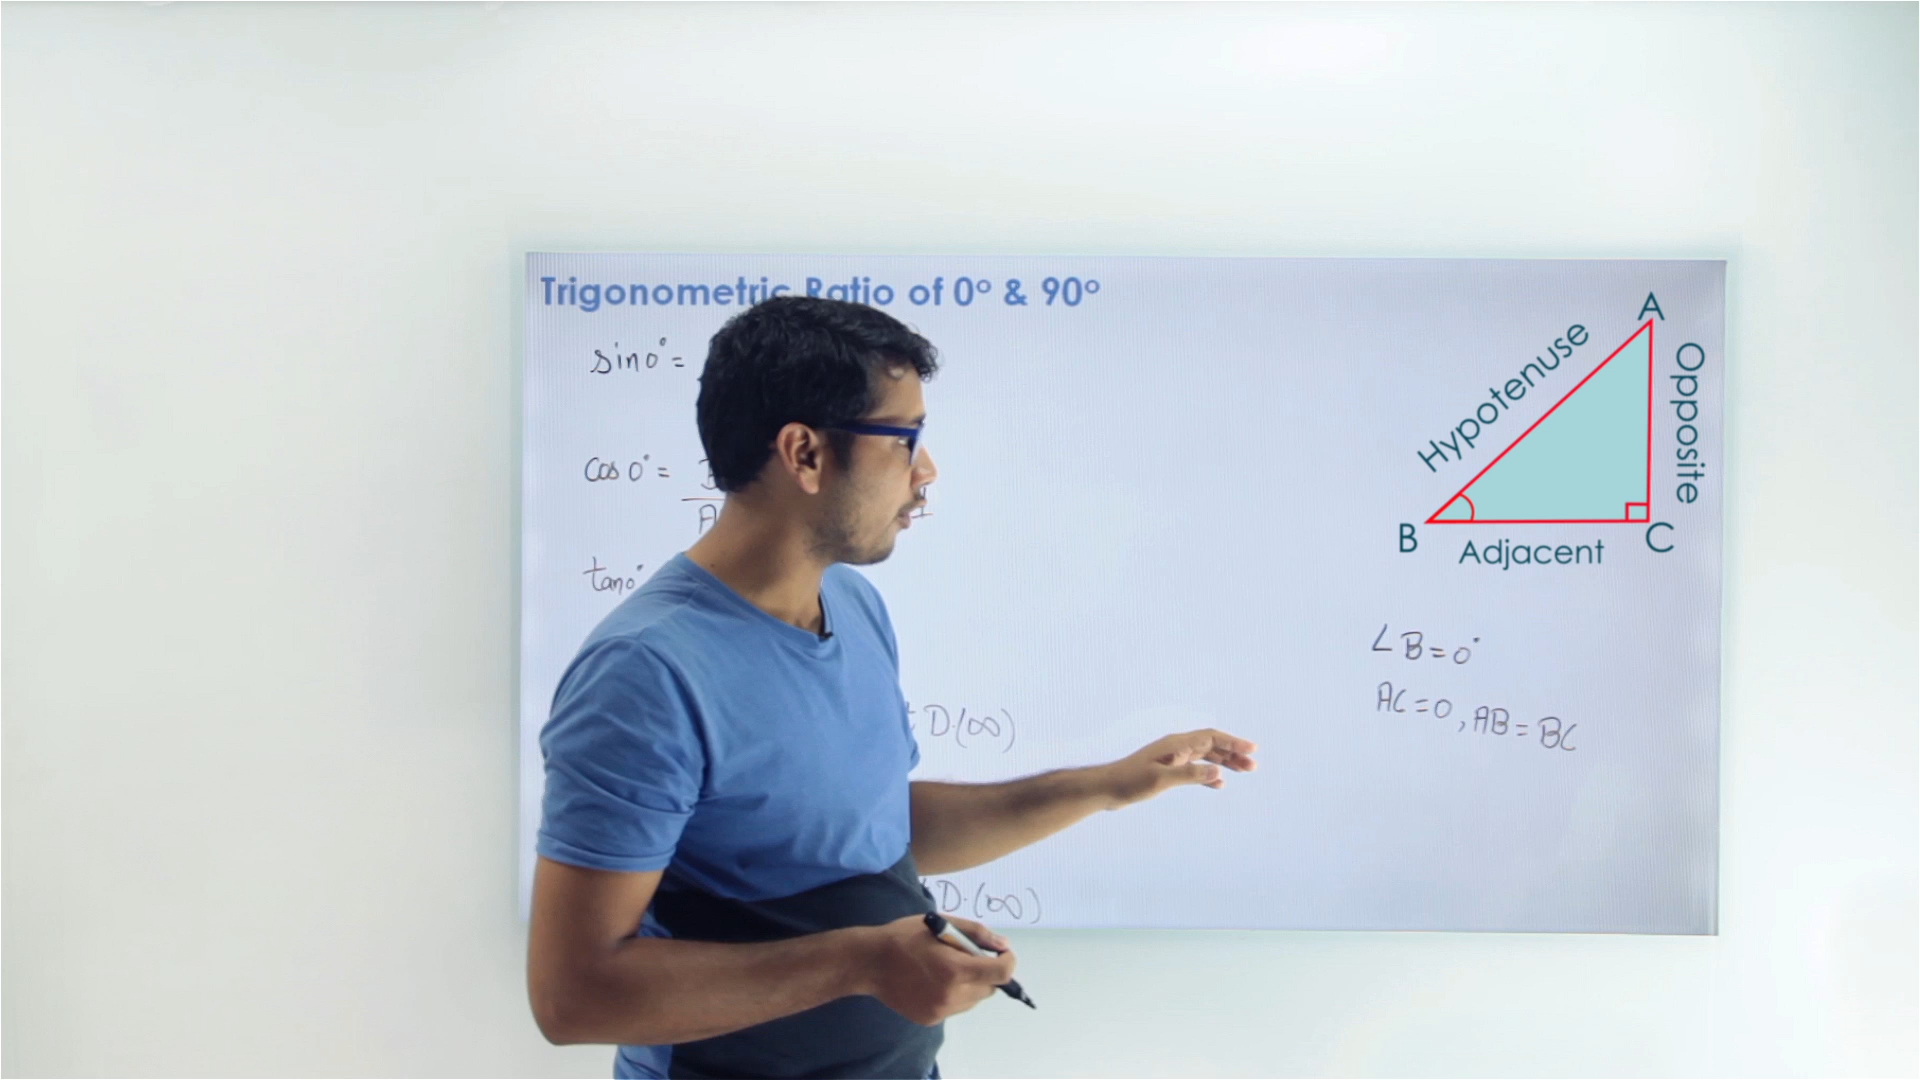 Trigonometric Ratio of 0° & 90°
sin 0° =
cos 0° =
tan 0°
D.(∞)
D.(∞)
A
Hypotenuse
Opposite
B
C
Adjacent
∠B = 0°
AC = 0, AB = BC